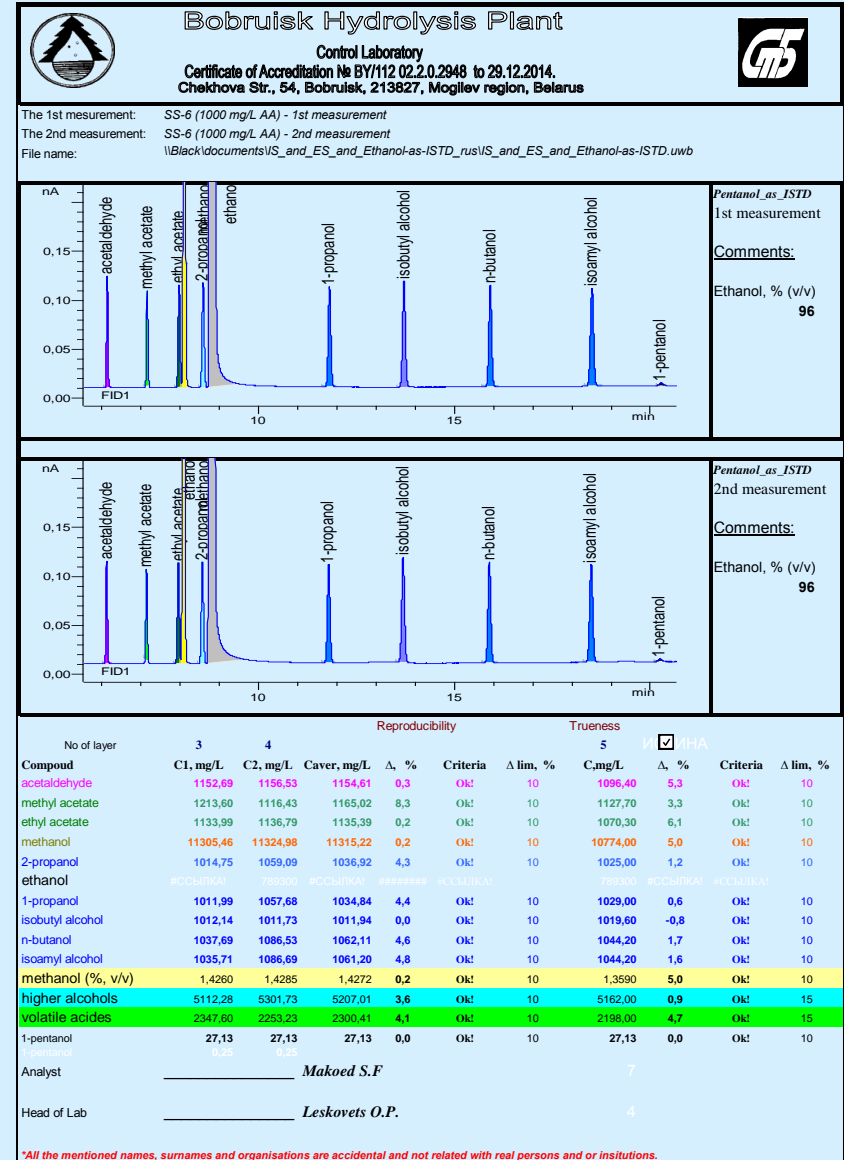 Bobruisk Hydrolysis Plant
Control Laboratory
Certificate of Accreditation № BY/112 02.2.0.2948 to 29.12.2014.
Chekhova Str., 54, Bobruisk, 213827, Mogilev region, Belarus
The 1st mesurement: SS-6 (1000 mg/L AA) - 1st measurement
The 2nd measurement: SS-6 (1000 mg/L AA) - 2nd measurement
File name: \\Black\documents\IS_and_ES_and_Ethanol-as-ISTD_rus\IS_and_ES_and_Ethanol-as-ISTD.uwb
nA
0,15
0,10
0,05
0,00
acetaldehyde
methyl acetate
ethyl acetate
2-propanol
methanol
ethanol
1-propanol
isobutyl alcohol
n-butanol
isoamyl alcohol
1-pentanol
FID1
10 15 min
Pentanol_as_ISTD
1st measurement
Comments:
Ethanol, % (v/v)
96
nA
0,15
0,10
0,05
0,00
acetaldehyde
methyl acetate
ethyl acetate
ethanol
2-propanol
methanol
1-propanol
isobutyl alcohol
n-butanol
isoamyl alcohol
1-pentanol
FID1
10 15 min
Pentanol_as_ISTD
2nd measurement
Comments:
Ethanol, % (v/v)
96
Reproducibility Trueness
No of layer 3 4 5
Compoud C1, mg/L C2, mg/L Caver, mg/L Δ, % Criteria Δ lim, % C,mg/L Δ, % Criteria Δ lim, %
acetaldehyde 1152,69 1156,53 1154,61 0,3 Ok! 10 1096,40 5,3 Ok! 10
methyl acetate 1213,60 1116,43 1165,02 8,3 Ok! 10 1127,70 3,3 Ok! 10
ethyl acetate 1133,99 1136,79 1135,39 0,2 Ok! 10 1070,30 6,1 Ok! 10
methanol 11305,46 11324,98 11315,22 0,2 Ok! 10 10774,00 5,0 Ok! 10
2-propanol 1014,75 1059,09 1036,92 4,3 Ok! 10 1025,00 1,2 Ok! 10
ethanol #ССЫЛКА! 789300 #ССЫЛКА! ######## #ССЫЛКА! 789300 #ССЫЛКА! #ССЫЛКА!
1-propanol 1011,99 1057,68 1034,84 4,4 Ok! 10 1029,00 0,6 Ok! 10
isobutyl alcohol 1012,14 1011,73 1011,94 0,0 Ok! 10 1019,60 -0,8 Ok! 10
n-butanol 1037,69 1086,53 1062,11 4,6 Ok! 10 1044,20 1,7 Ok! 10
isoamyl alcohol 1035,71 1086,69 1061,20 4,8 Ok! 10 1044,20 1,6 Ok! 10
methanol (%, v/v) 1,4260 1,4285 1,4272 0,2 Ok! 10 1,3590 5,0 Ok! 10
higher alcohols 5112,28 5301,73 5207,01 3,6 Ok! 10 5162,00 0,9 Ok! 15
volatile acides 2347,60 2253,23 2300,41 4,1 Ok! 10 2198,00 4,7 Ok! 15
1-pentanol 27,13 27,13 27,13 0,0 Ok! 10 27,13 0,0 Ok! 10
1-pentanol 0,25 0,25
Analyst Makoed S.F 7
Head of Lab Leskovets O.P. 4
*All the mentioned names, surnames and organisations are accidental and not related with real persons and or insitutions.